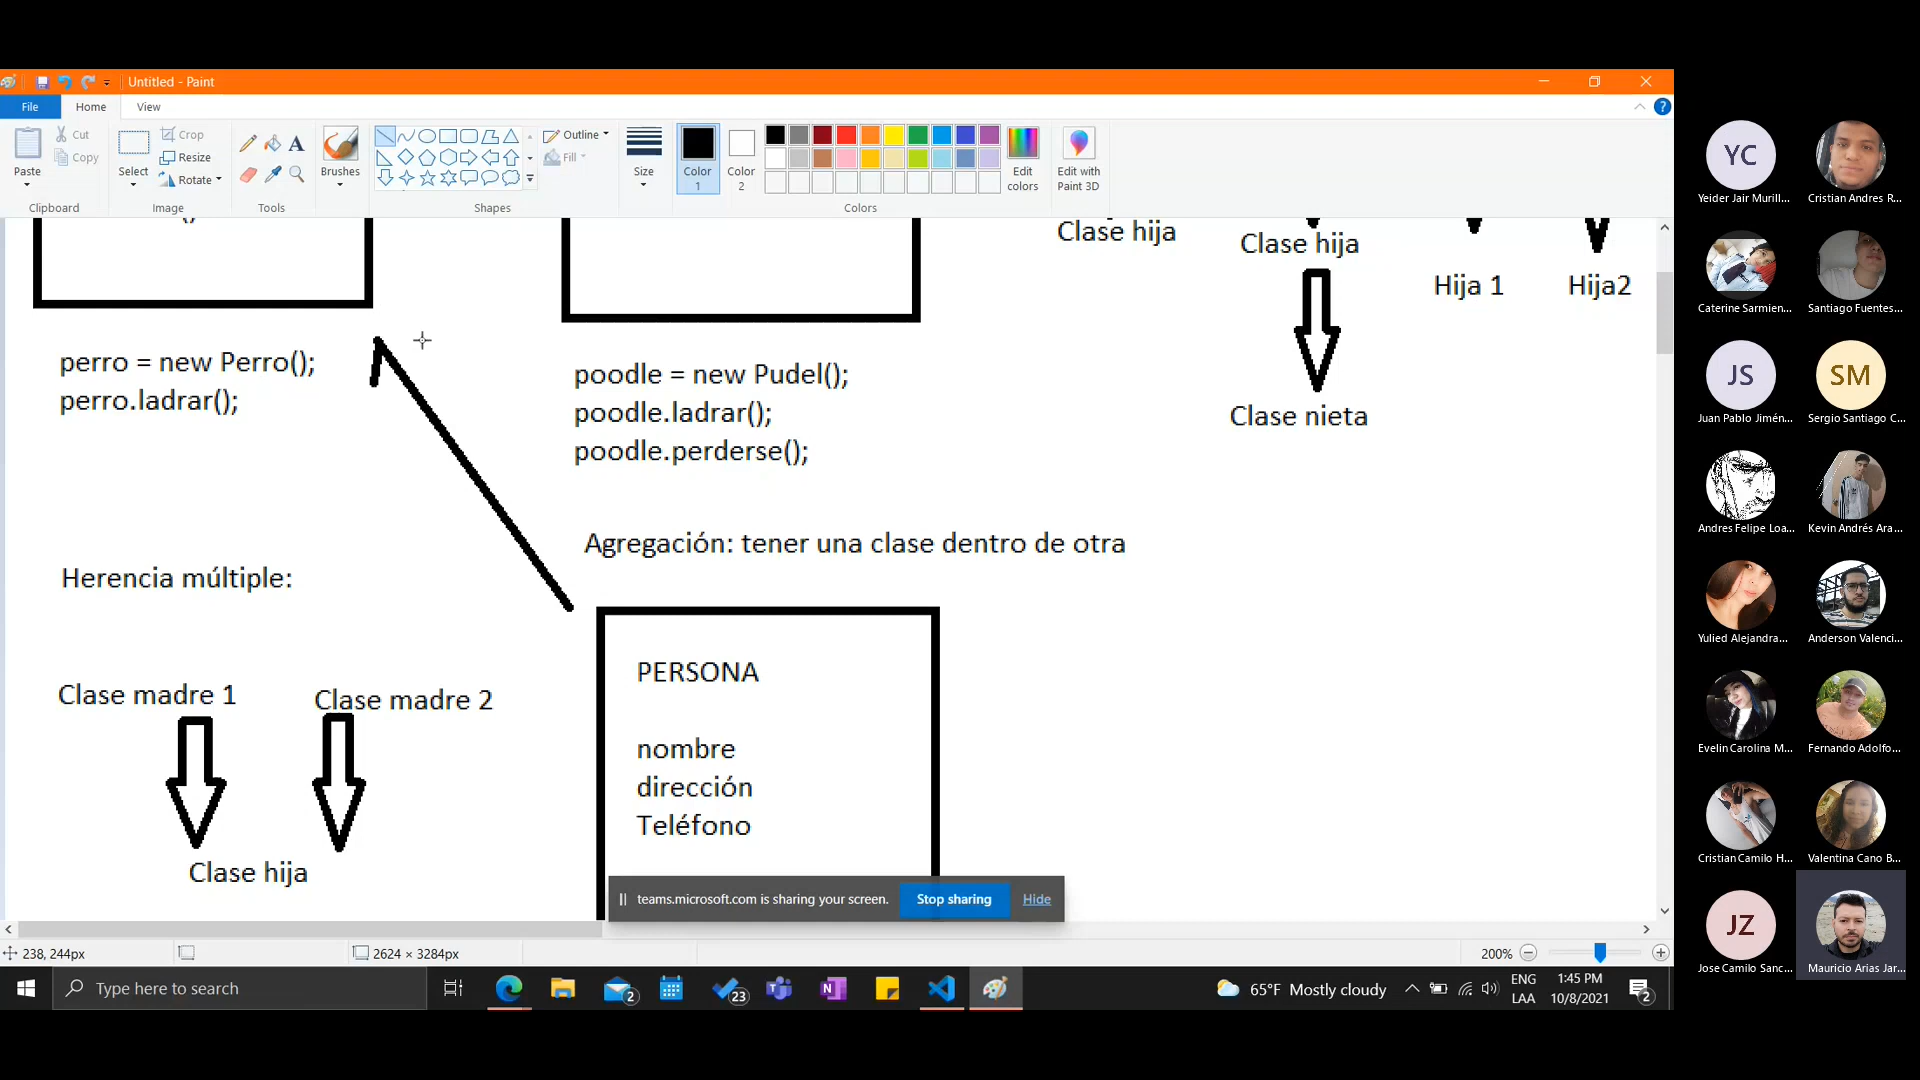 Untitled - Paint
File
Home
View
Paste
Cut
Copy
Clipboard
Select
Crop
Resize
Rotate
Image
Tools
Brushes
Shapes
Outline
Fill
Size
Color 1
Color 2
Edit colors
Colors
Edit with Paint 3D
Clase hija
Clase hija
Hija 1
Hija2
Clase nieta
perro = new Perro();
perro.ladrar();
poodle = new Pudel();
poodle.ladrar();
poodle.perderse();
Agregación: tener una clase dentro de otra
Herencia múltiple:
Clase madre 1
Clase madre 2
Clase hija
PERSONA
nombre
dirección
Teléfono
teams.microsoft.com is sharing your screen.
Stop sharing
Hide
238, 244px
2624 × 3284px
200%
Type here to search
2
23
65°F Mostly cloudy
ENG
LAA
1:45 PM
10/8/2021
2
YC
Yeider Jair Murill...
Cristian Andres R...
Caterine Sarmien...
Santiago Fuentes...
JS
Juan Pablo Jimén...
SM
Sergio Santiago C...
Andres Felipe Loa...
Kevin Andrés Ara...
Yulied Alejandra...
Anderson Valenci...
Evelin Carolina M...
Fernando Adolfo...
Cristian Camilo H...
Valentina Cano B...
JZ
Jose Camilo Sanc...
Mauricio Arias Jar...